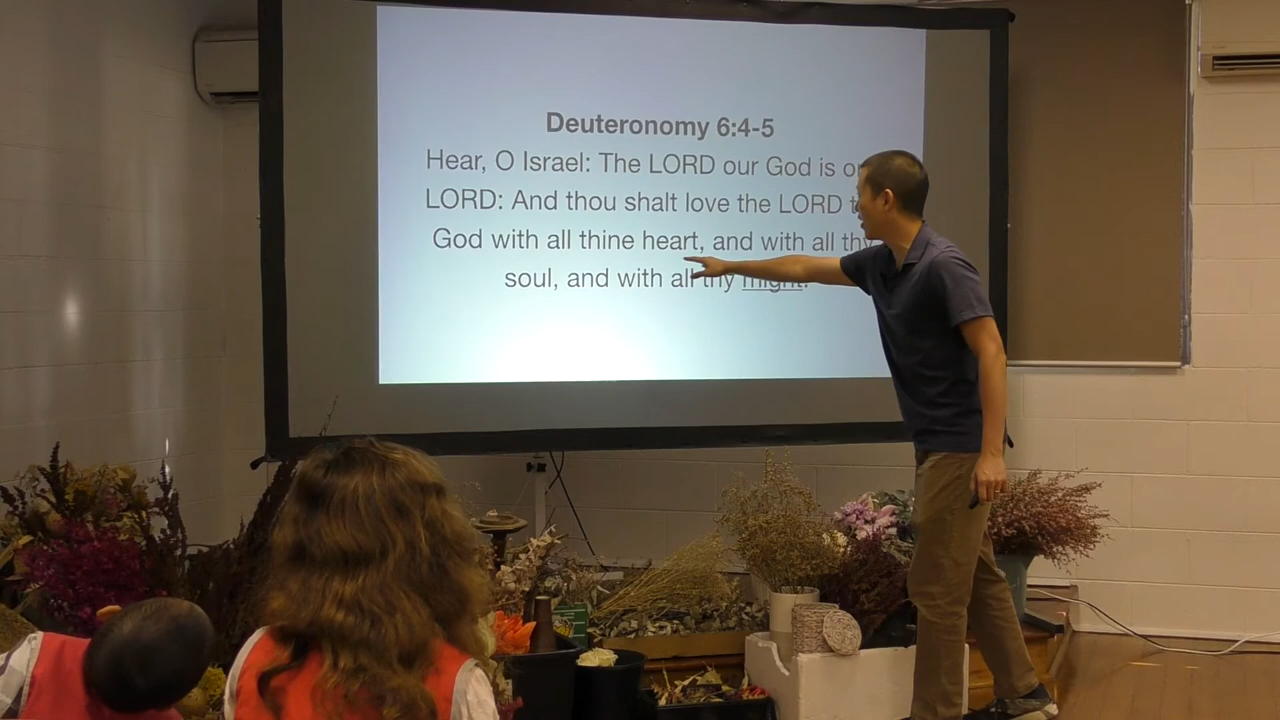 Deuteronomy 6:4-5
Hear, O Israel: The LORD our God is
LORD: And thou shalt love the LORD
God with all thine heart, and with all thy
soul, and with all thy might.